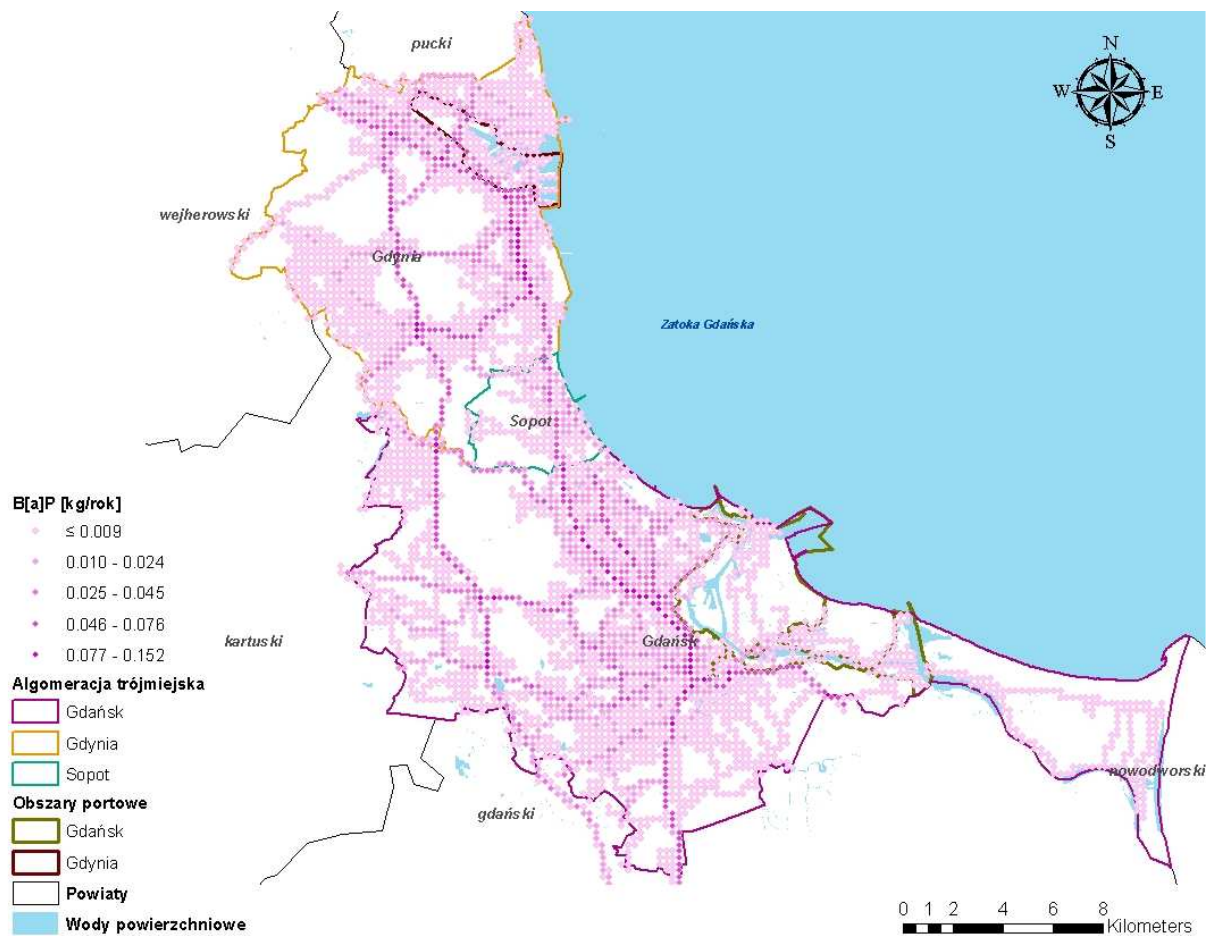 pucki
N
W
E
S
wejherowski
Gdynia
Zatoka Gdańska
Sopot
B[a]P [kg/rok]
≤ 0.009
0.010 - 0.024
0.025 - 0.045
0.046 - 0.076
0.077 - 0.152
kartuski
Gdańsk
Algomeracja trójmiejska
Gdańsk
Gdynia
Sopot
nowodworski
Obszary portowe
gdański
Gdańsk
Gdynia
Powiaty
Wody powierzchniowe
0 1 2 4 6 8
Kilometers